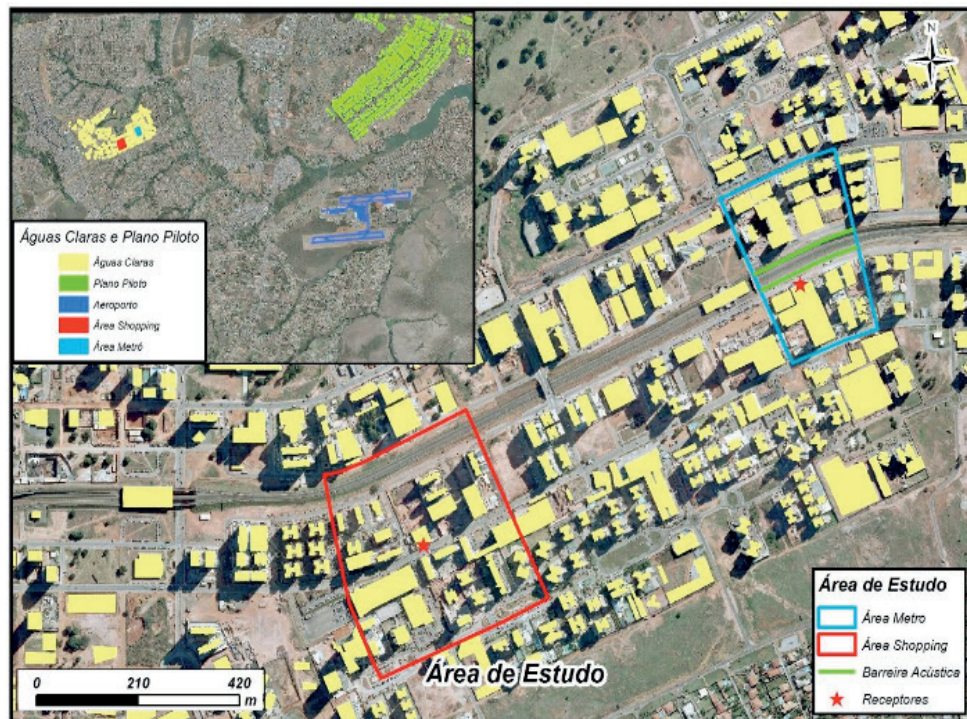 N
Águas Claras e Plano Piloto
Águas Claras
Plano Piloto
Aeroporto
Área Shopping
Área Metrô
Área de Estudo
0 210 420
m
Área de Estudo
Área Metro
Área Shopping
Barreira Acústica
Receptores